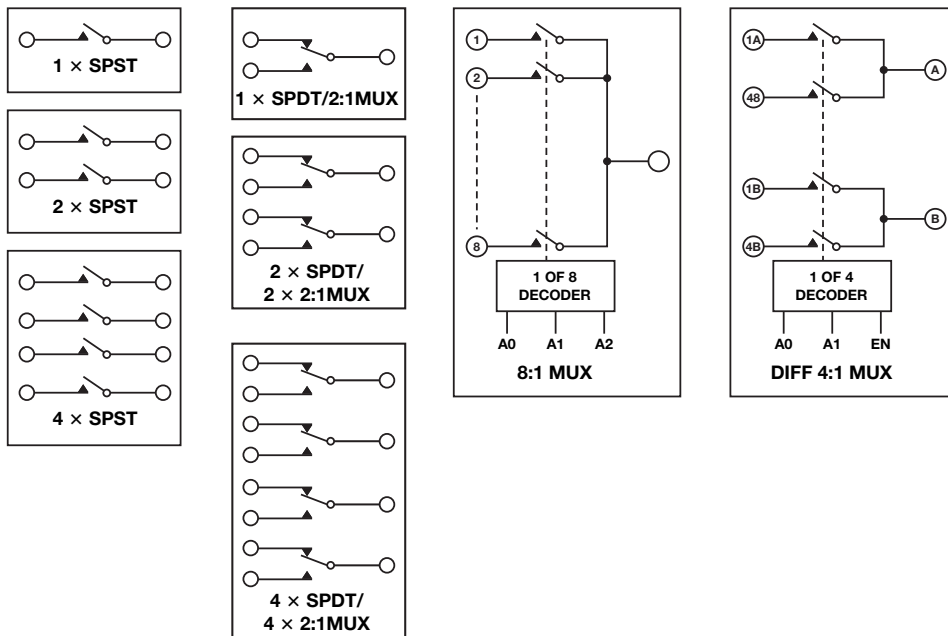 1 × SPST
2 × SPST
4 × SPST
1 × SPDT/2:1MUX
2 × SPDT/
2 × 2:1MUX
4 × SPDT/
4 × 2:1MUX
1
2
8
1 OF 8
DECODER
A0 A1 A2
8:1 MUX
1A
A
48
1B
B
4B
1 OF 4
DECODER
A0 A1 EN
DIFF 4:1 MUX